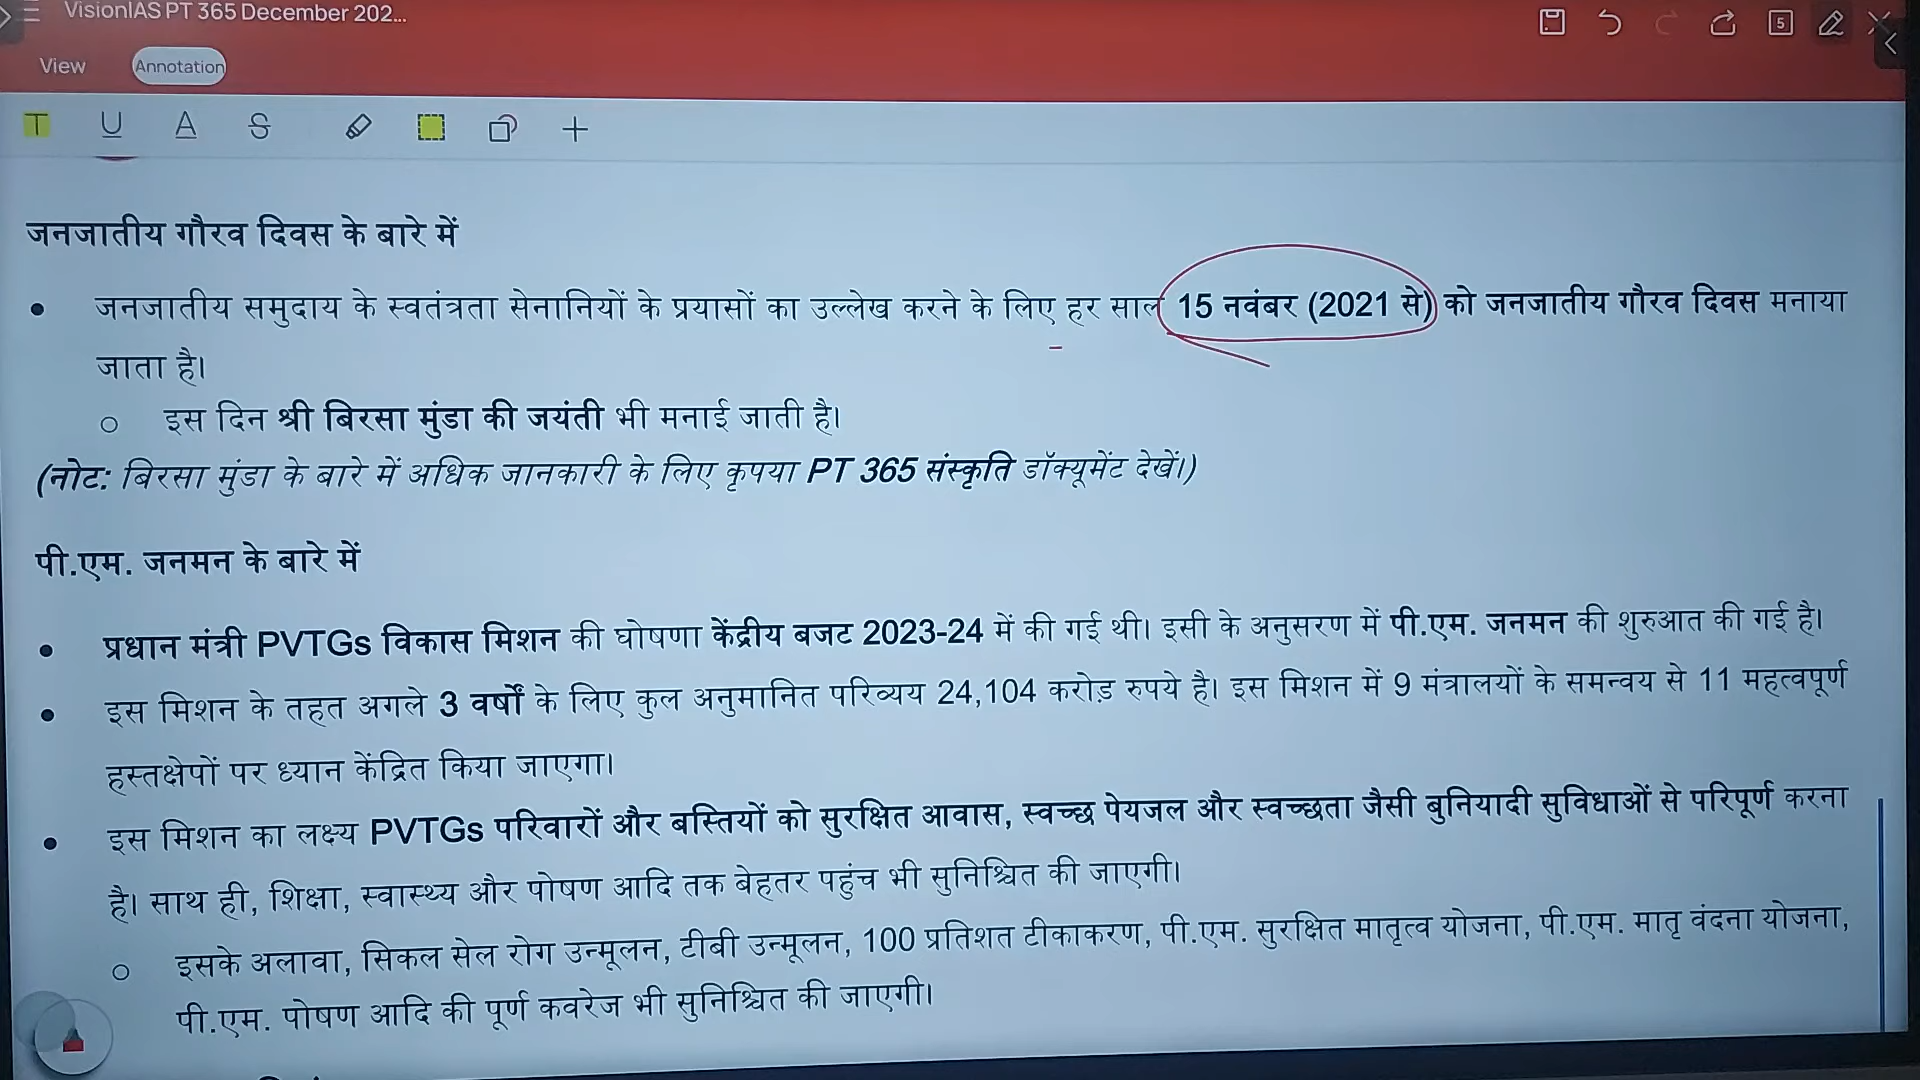 VisionIAS PT 365 December 202...
5
View
Annotation
T U A S
जनजातीय गौरव दिवस के बारे में
● जनजातीय समुदाय के स्वतंत्रता सेनानियों के प्रयासों का उल्लेख करने के लिए हर साल 15 नवंबर (2021 से) को जनजातीय गौरव दिवस मनाया
जाता है।
○ इस दिन श्री बिरसा मुंडा की जयंती भी मनाई जाती है।
(नोट: बिरसा मुंडा के बारे में अधिक जानकारी के लिए कृपया PT 365 संस्कृति डॉक्यूमेंट देखें।)
पी.एम. जनमन के बारे में
● प्रधान मंत्री PVTGs विकास मिशन की घोषणा केंद्रीय बजट 2023-24 में की गई थी। इसी के अनुसरण में पी.एम. जनमन की शुरुआत की गई है।
● इस मिशन के तहत अगले 3 वर्षों के लिए कुल अनुमानित परिव्यय 24,104 करोड़ रुपये है। इस मिशन में 9 मंत्रालयों के समन्वय से 11 महत्वपूर्ण
हस्तक्षेपों पर ध्यान केंद्रित किया जाएगा।
● इस मिशन का लक्ष्य PVTGs परिवारों और बस्तियों को सुरक्षित आवास, स्वच्छ पेयजल और स्वच्छता जैसी बुनियादी सुविधाओं से परिपूर्ण करना
है। साथ ही, शिक्षा, स्वास्थ्य और पोषण आदि तक बेहतर पहुंच भी सुनिश्चित की जाएगी।
○ इसके अलावा, सिकल सेल रोग उन्मूलन, टीबी उन्मूलन, 100 प्रतिशत टीकाकरण, पी.एम. सुरक्षित मातृत्व योजना, पी.एम. मातृ वंदना योजना,
पी.एम. पोषण आदि की पूर्ण कवरेज भी सुनिश्चित की जाएगी।